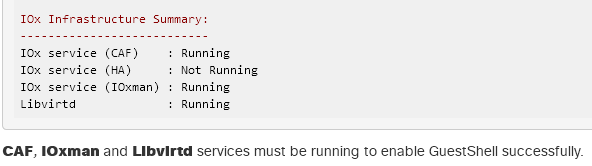 IOx Infrastructure Summary:
---------------------------
IOx service (CAF)    : Running
IOx service (HA)     : Not Running
IOx service (IOxman) : Running
Libvirtd             : Running
CAF, IOxman and Libvirtd services must be running to enable GuestShell successfully.